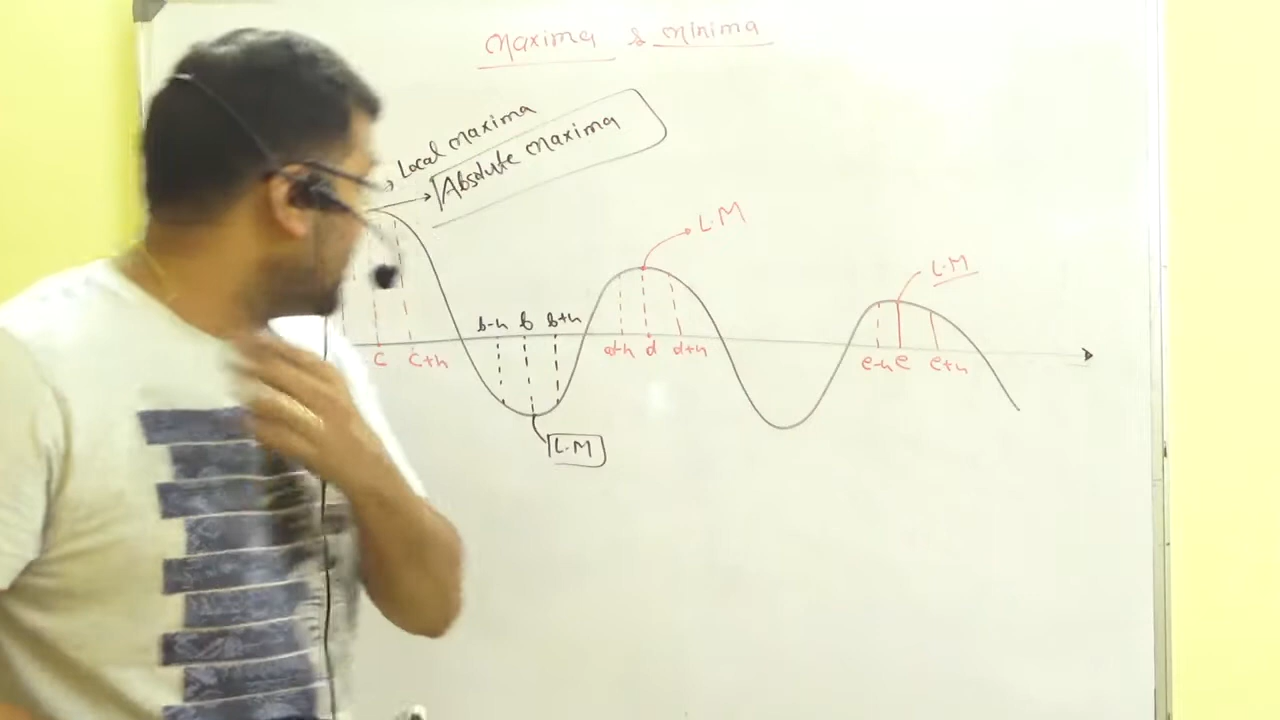 Maxima & Minima
Local Maxima
Absolute Maxima
L.M
L.M
b-h b b+h
c c+h d-h d d+h e-h e e+h
L.M